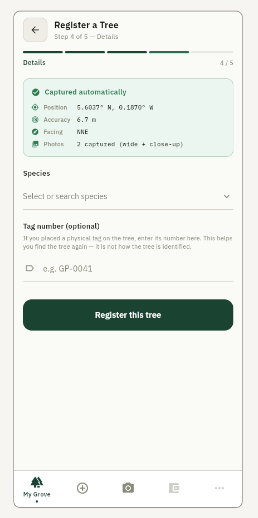 Register a Tree
Step 4 of 5 — Details
Details
4 / 5
Captured automatically
Position 5.6037° N, 0.1870° W
Accuracy 6.7 m
Facing NNE
Photos 2 captured (wide + close-up)
Species
Select or search species
Tag number (optional)
If you placed a physical tag on the tree, enter its number here. This helps
you find the tree again — it is not how the tree is identified.
e.g. GP-0041
Register this tree
My Grove